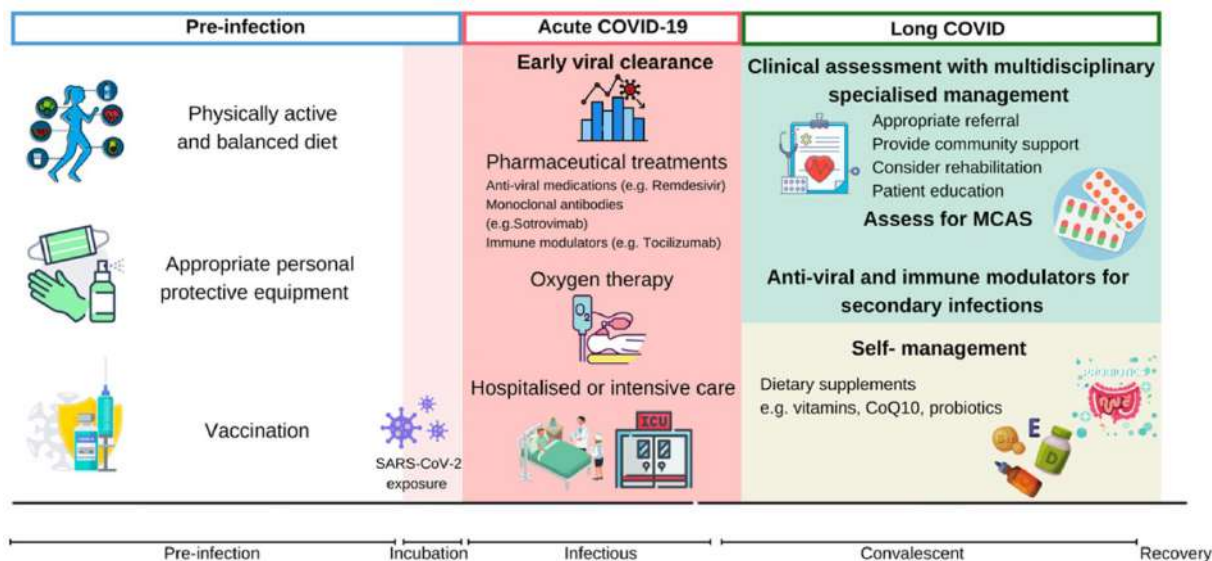 Pre-infection
Acute COVID-19
Long COVID
Physically active
and balanced diet
Appropriate personal
protective equipment
Vaccination
SARS-CoV-2
exposure
Early viral clearance
Pharmaceutical treatments
Anti-viral medications (e.g. Remdesivir)
Monoclonal antibodies
(e.g.Sotrovimab)
Immune modulators (e.g. Tocilizumab)
Oxygen therapy
O2
Hospitalised or intensive care
ICU
Clinical assessment with multidisciplinary
specialised management
Appropriate referral
Provide community support
Consider rehabilitation
Patient education
Assess for MCAS
Anti-viral and immune modulators for
secondary infections
Self- management
Dietary supplements
e.g. vitamins, CoQ10, probiotics
PROBIOTIC
E
D
Pre-infection
Incubation
Infectious
Convalescent
Recovery